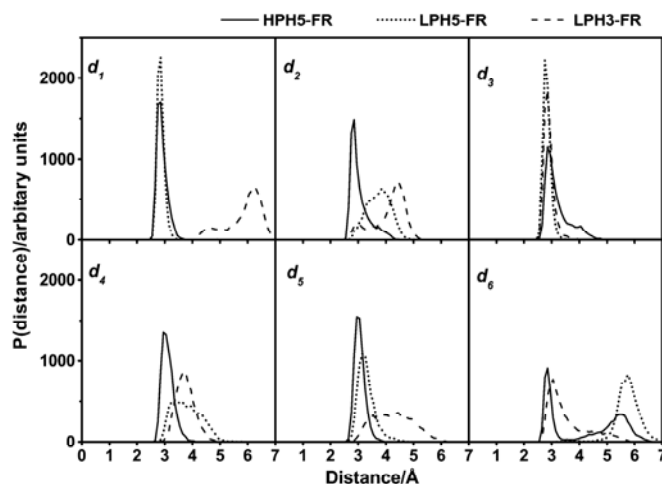 HPH5-FR LPH5-FR LPH3-FR
P(distance)/arbitary units
2000
1000
0
d1
d2
d3
2000
1000
0
d4
d5
d6
0 1 2 3 4 5 6 7 1 2 3 4 5 6 7 1 2 3 4 5 6 7
Distance/Å